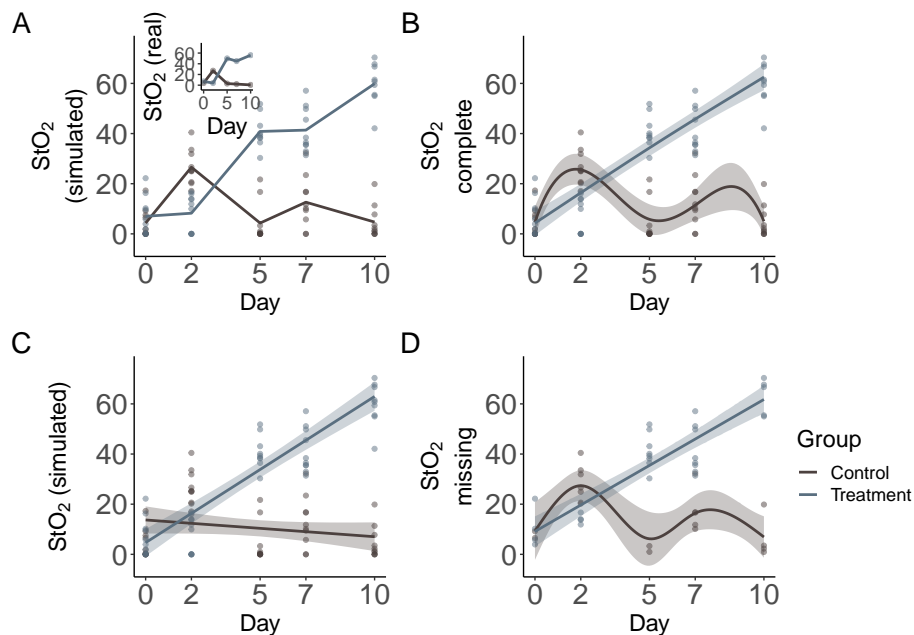 A
StO2
(simulated)
60
40
20
0
0
2
5
7
10
Day
StO2 (real)
60
40
20
0
0
5
10
Day
B
StO2
complete
60
40
20
0
0
2
5
7
10
Day
C
StO2 (simulated)
60
40
20
0
0
2
5
7
10
Day
D
StO2
missing
60
40
20
0
0
2
5
7
10
Day
Group
Control
Treatment